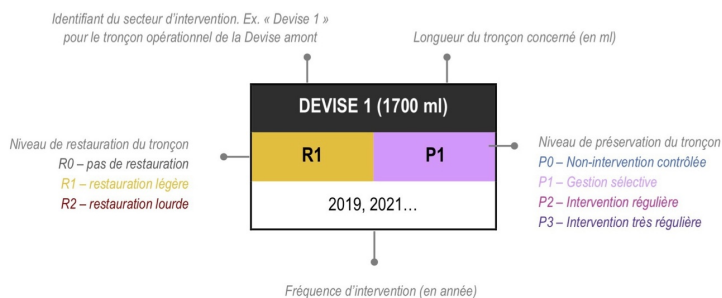 Identifiant du secteur d'intervention. Ex. « Devise 1 »
pour le tronçon opérationnel de la Devise amont
Longueur du tronçon concerné (en ml)
DEVISE 1 (1700 ml)
Niveau de restauration du tronçon
R0 – pas de restauration
R1 – restauration légère
R2 – restauration lourde
R1
P1
Niveau de préservation du tronçon
P0 – Non-intervention contrôlée
P1 – Gestion sélective
P2 – Intervention régulière
P3 – Intervention très régulière
2019, 2021…
Fréquence d'intervention (en année)